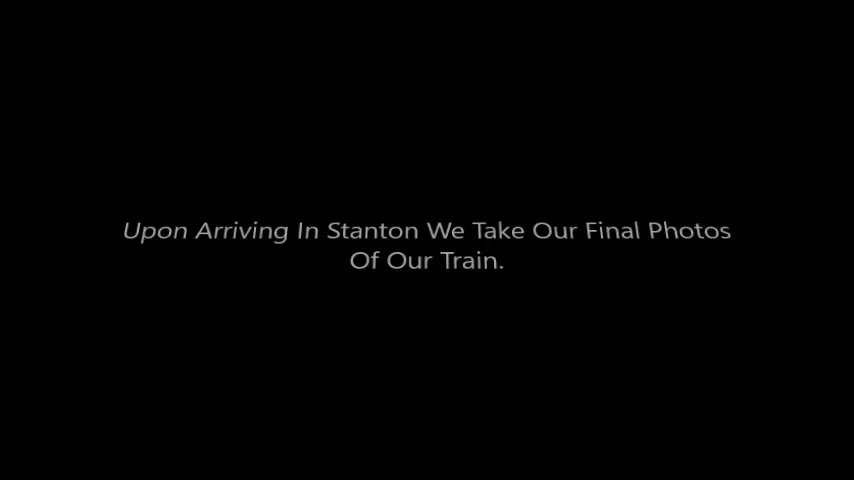 Upon Arriving In Stanton We Take Our Final Photos
Of Our Train.